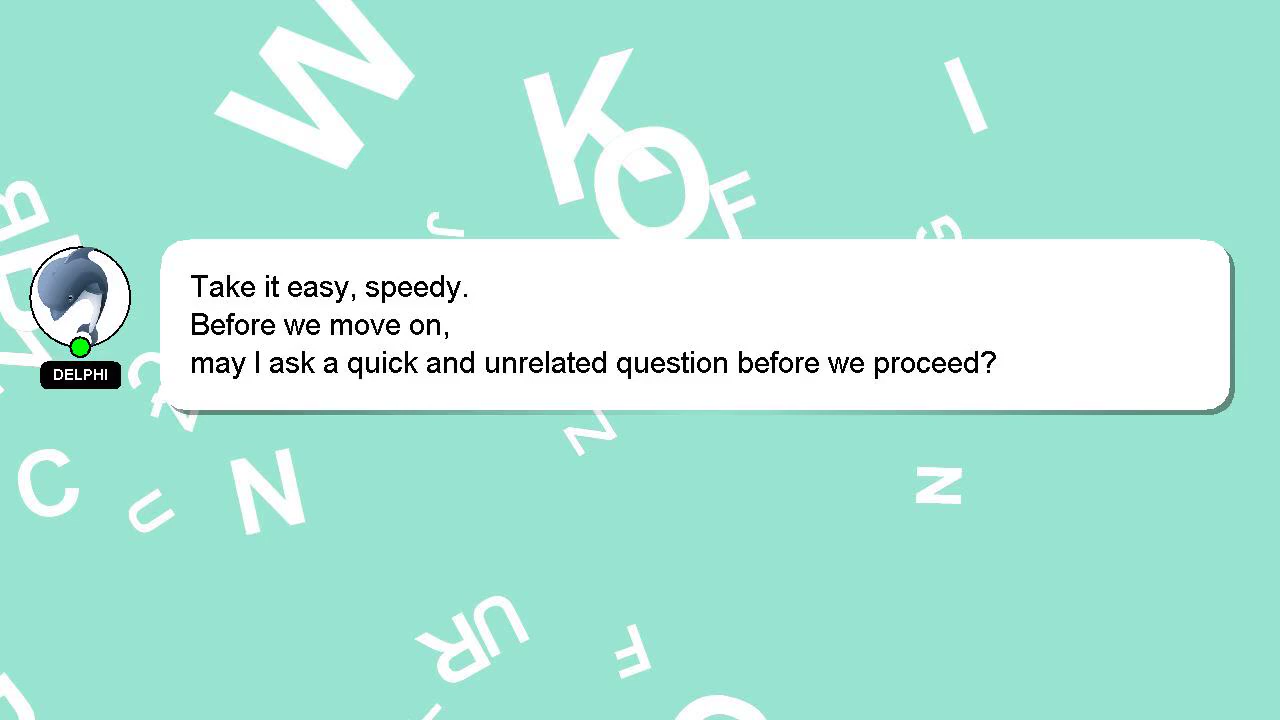 W
K
O
I
F
J
G
B
D
Take it easy, speedy.
Before we move on,
may I ask a quick and unrelated question before we proceed?
DELPHI
C
N
Z
U
N
Z
U
R
F